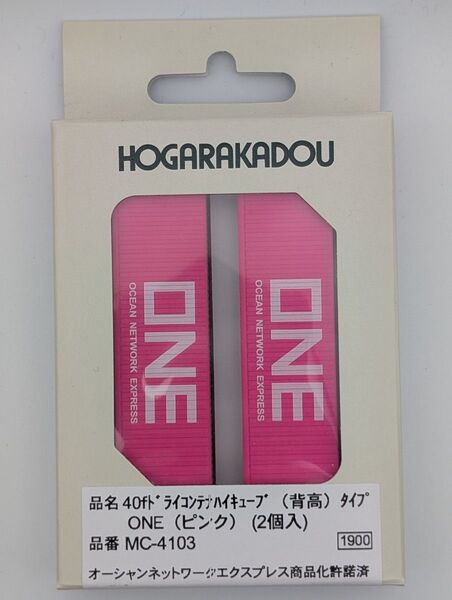 HOGARAKADOU
ONE
OCEAN NETWORK EXPRESS
ONE
OCEAN NETWORK EXPRESS
品名 40fﾄﾞﾗｲｺﾝﾃﾅﾊｲｷｭｰﾌﾞ（背高）ﾀｲﾌﾟ
ONE（ピンク） (2個入)
品番 MC-4103
1900
オーシャンネットワークエクスプレス商品化許諾済